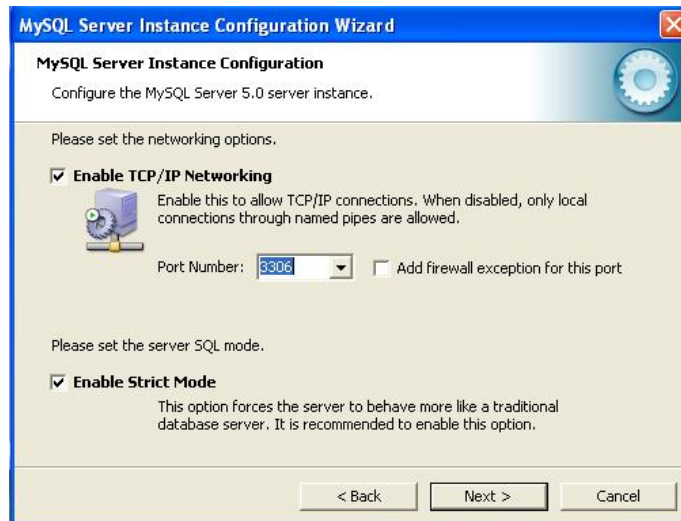 MySQL Server Instance Configuration Wizard
MySQL Server Instance Configuration
Configure the MySQL Server 5.0 server instance.
Please set the networking options.
Enable TCP/IP Networking
Enable this to allow TCP/IP connections. When disabled, only local
connections through named pipes are allowed.
Port Number: 3306 Add firewall exception for this port
Please set the server SQL mode.
Enable Strict Mode
This option forces the server to behave more like a traditional
database server. It is recommended to enable this option.
< Back Next > Cancel